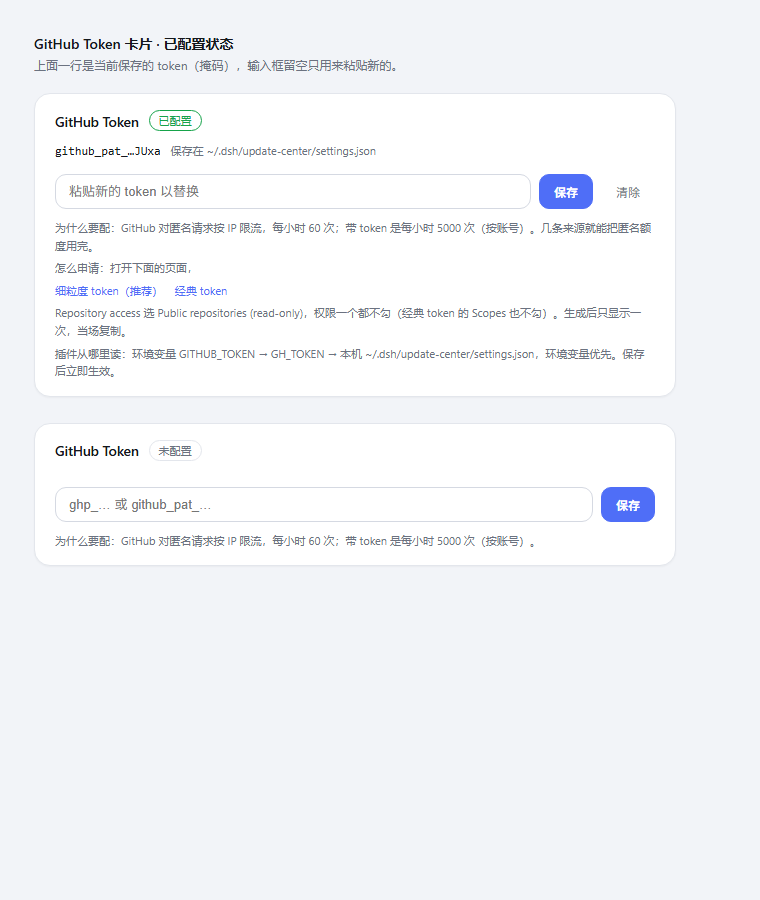 GitHub Token 卡片 · 已配置状态
上面一行是当前保存的 token（掩码），输入框留空只用来粘贴新的。
GitHub Token 已配置
github_pat_…JUxa 保存在 ~/.dsh/update-center/settings.json
粘贴新的 token 以替换 保存 清除
为什么要配：GitHub 对匿名请求按 IP 限流，每小时 60 次；带 token 是每小时 5000 次（按账号）。几条来源就能把匿名额
度用完。
怎么申请：打开下面的页面，
细粒度 token（推荐） 经典 token
Repository access 选 Public repositories (read-only)，权限一个都不勾（经典 token 的 Scopes 也不勾）。生成后只显示一
次，当场复制。
插件从哪里读：环境变量 GITHUB_TOKEN → GH_TOKEN → 本机 ~/.dsh/update-center/settings.json，环境变量优先。保存
后立即生效。
GitHub Token 未配置
ghp_… 或 github_pat_… 保存
为什么要配：GitHub 对匿名请求按 IP 限流，每小时 60 次；带 token 是每小时 5000 次（按账号）。